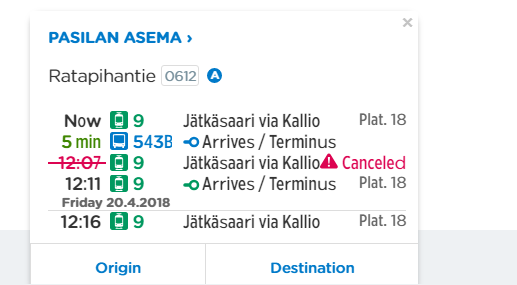 PASILAN ASEMA ›
×
Ratapihantie 0612 A
Now 9 Jätkäsaari via Kallio Plat. 18
5 min 543B Arrives / Terminus
12:07 9 Jätkäsaari via Kallio Canceled
12:11 9 Arrives / Terminus Plat. 18
Friday 20.4.2018
12:16 9 Jätkäsaari via Kallio Plat. 18
Origin Destination